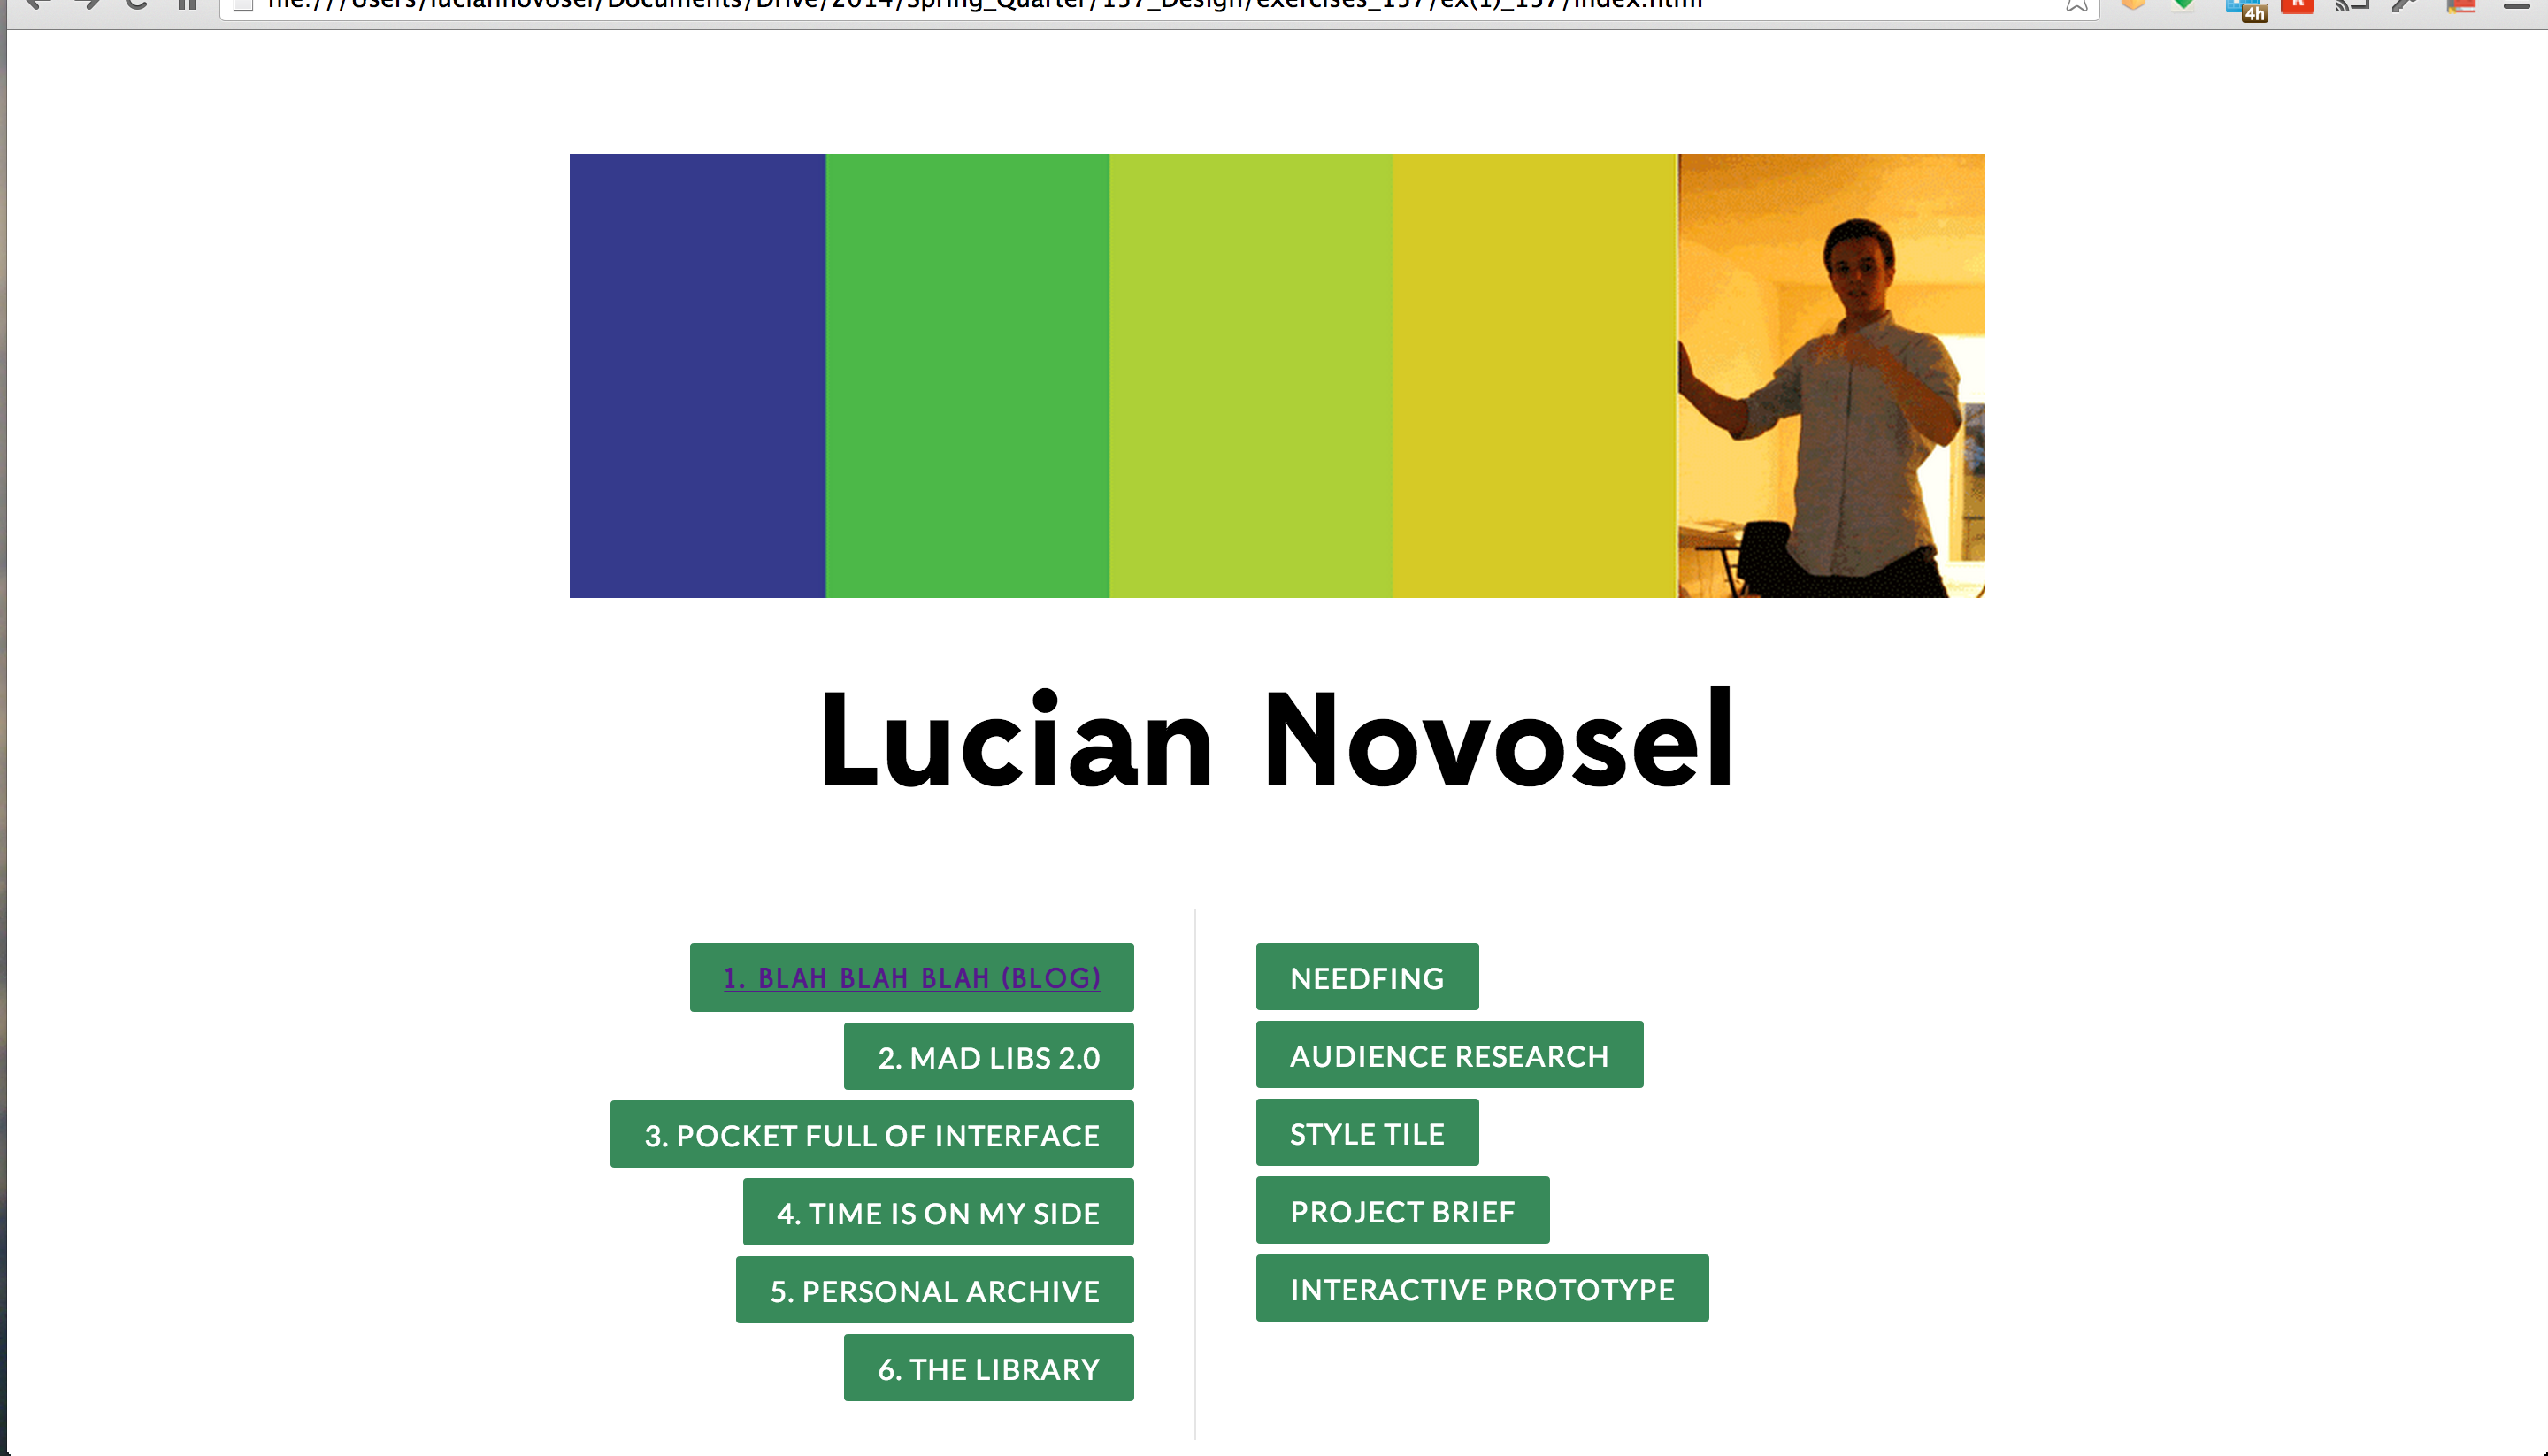 file:///Users/luciannovosel/Documents/Drive/2014/Spring_Quarter/157_Design/exercises_157/ex(1)_157/index.html
4h
R
Lucian Novosel
1. BLAH BLAH BLAH (BLOG)
2. MAD LIBS 2.0
3. POCKET FULL OF INTERFACE
4. TIME IS ON MY SIDE
5. PERSONAL ARCHIVE
6. THE LIBRARY
NEEDFING
AUDIENCE RESEARCH
STYLE TILE
PROJECT BRIEF
INTERACTIVE PROTOTYPE